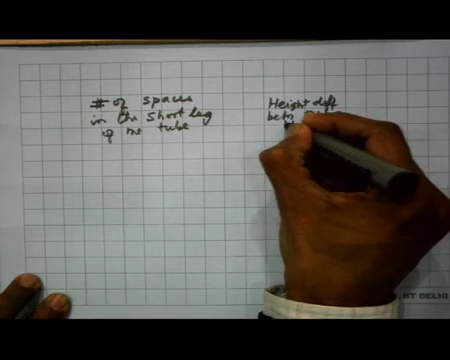 # of spaces
in the short leg
of the tube
Height diff
betn
IIT DELHI